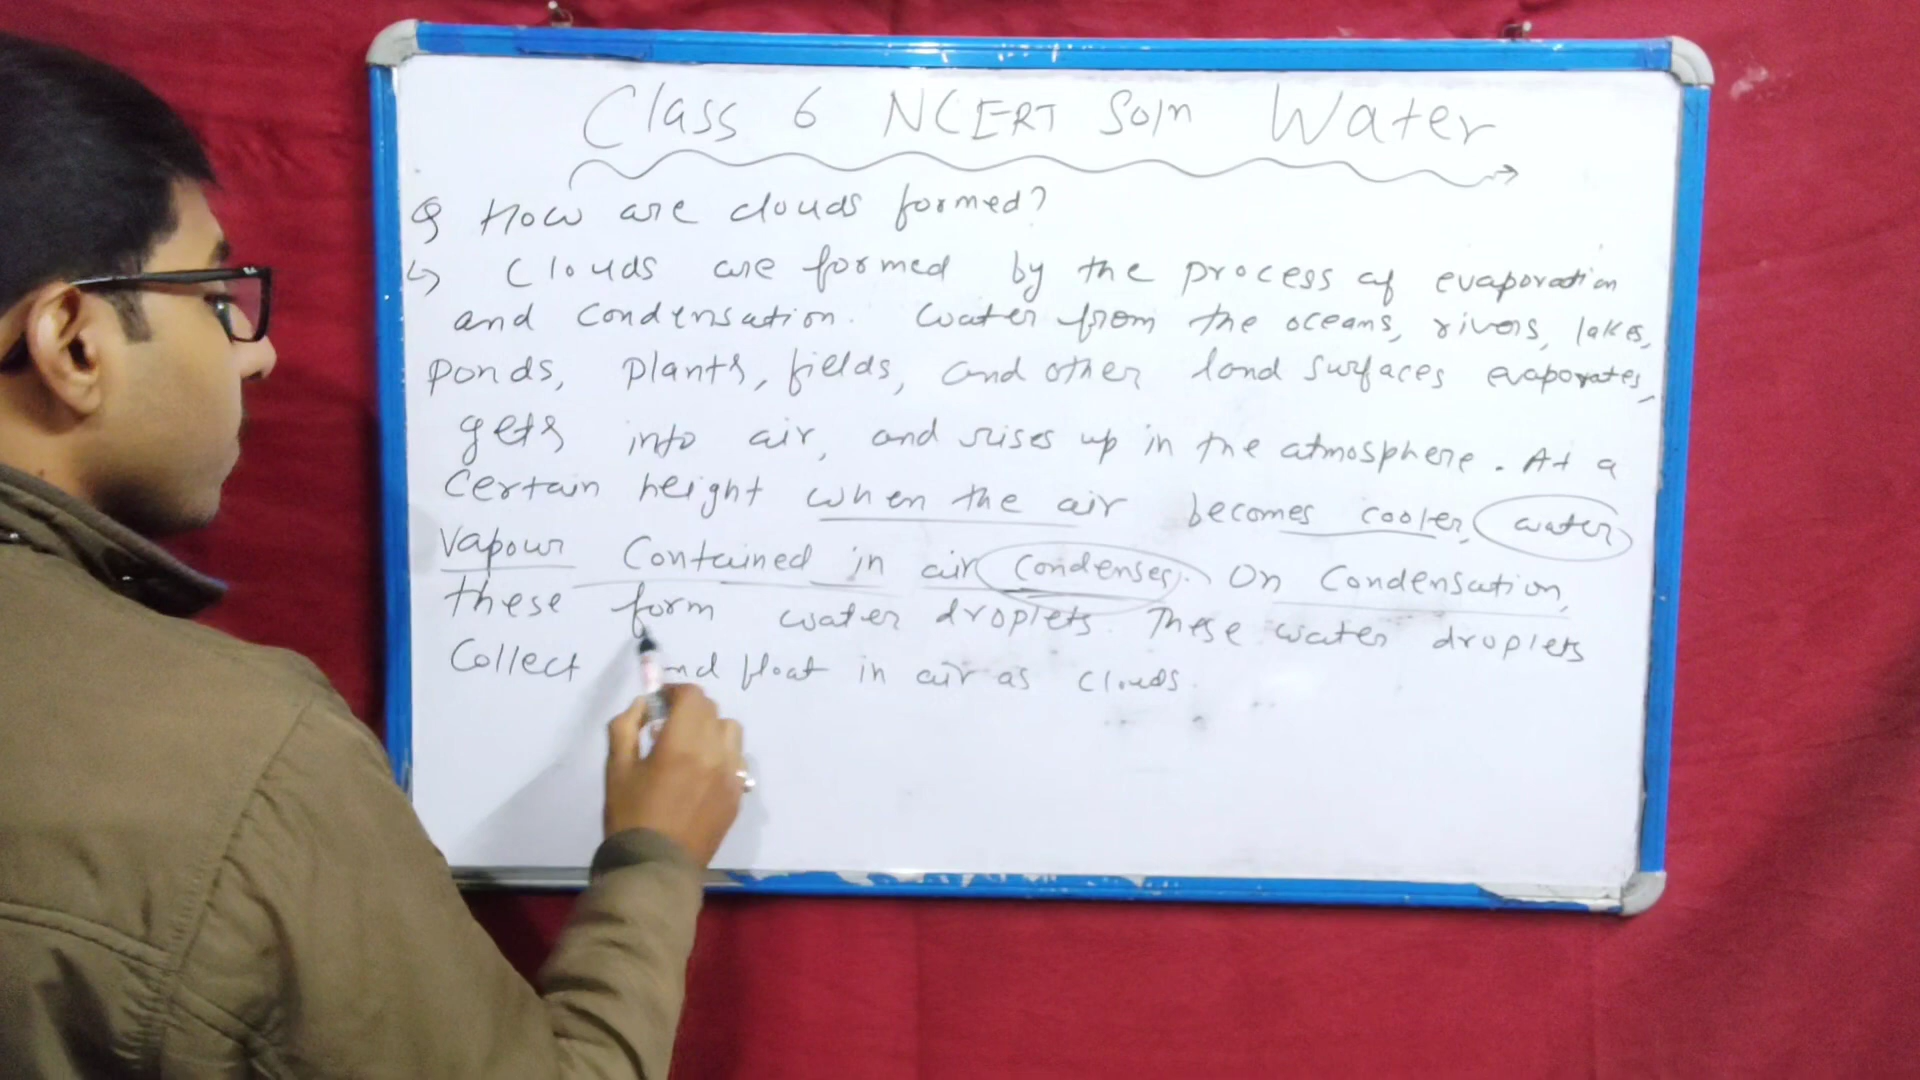 Class 6 NCERT Soln Water
Q How are clouds formed?
↳ Clouds are formed by the process of evaporation
and condensation. Water from the oceans, rivers, lakes,
ponds, plants, fields, and other land surfaces evaporates,
gets into air, and rises up in the atmosphere. At a
certain height when the air becomes cooler, water
vapour contained in air condenses. On condensation,
these form water droplets. These water droplets
collect nd float in air as clouds.